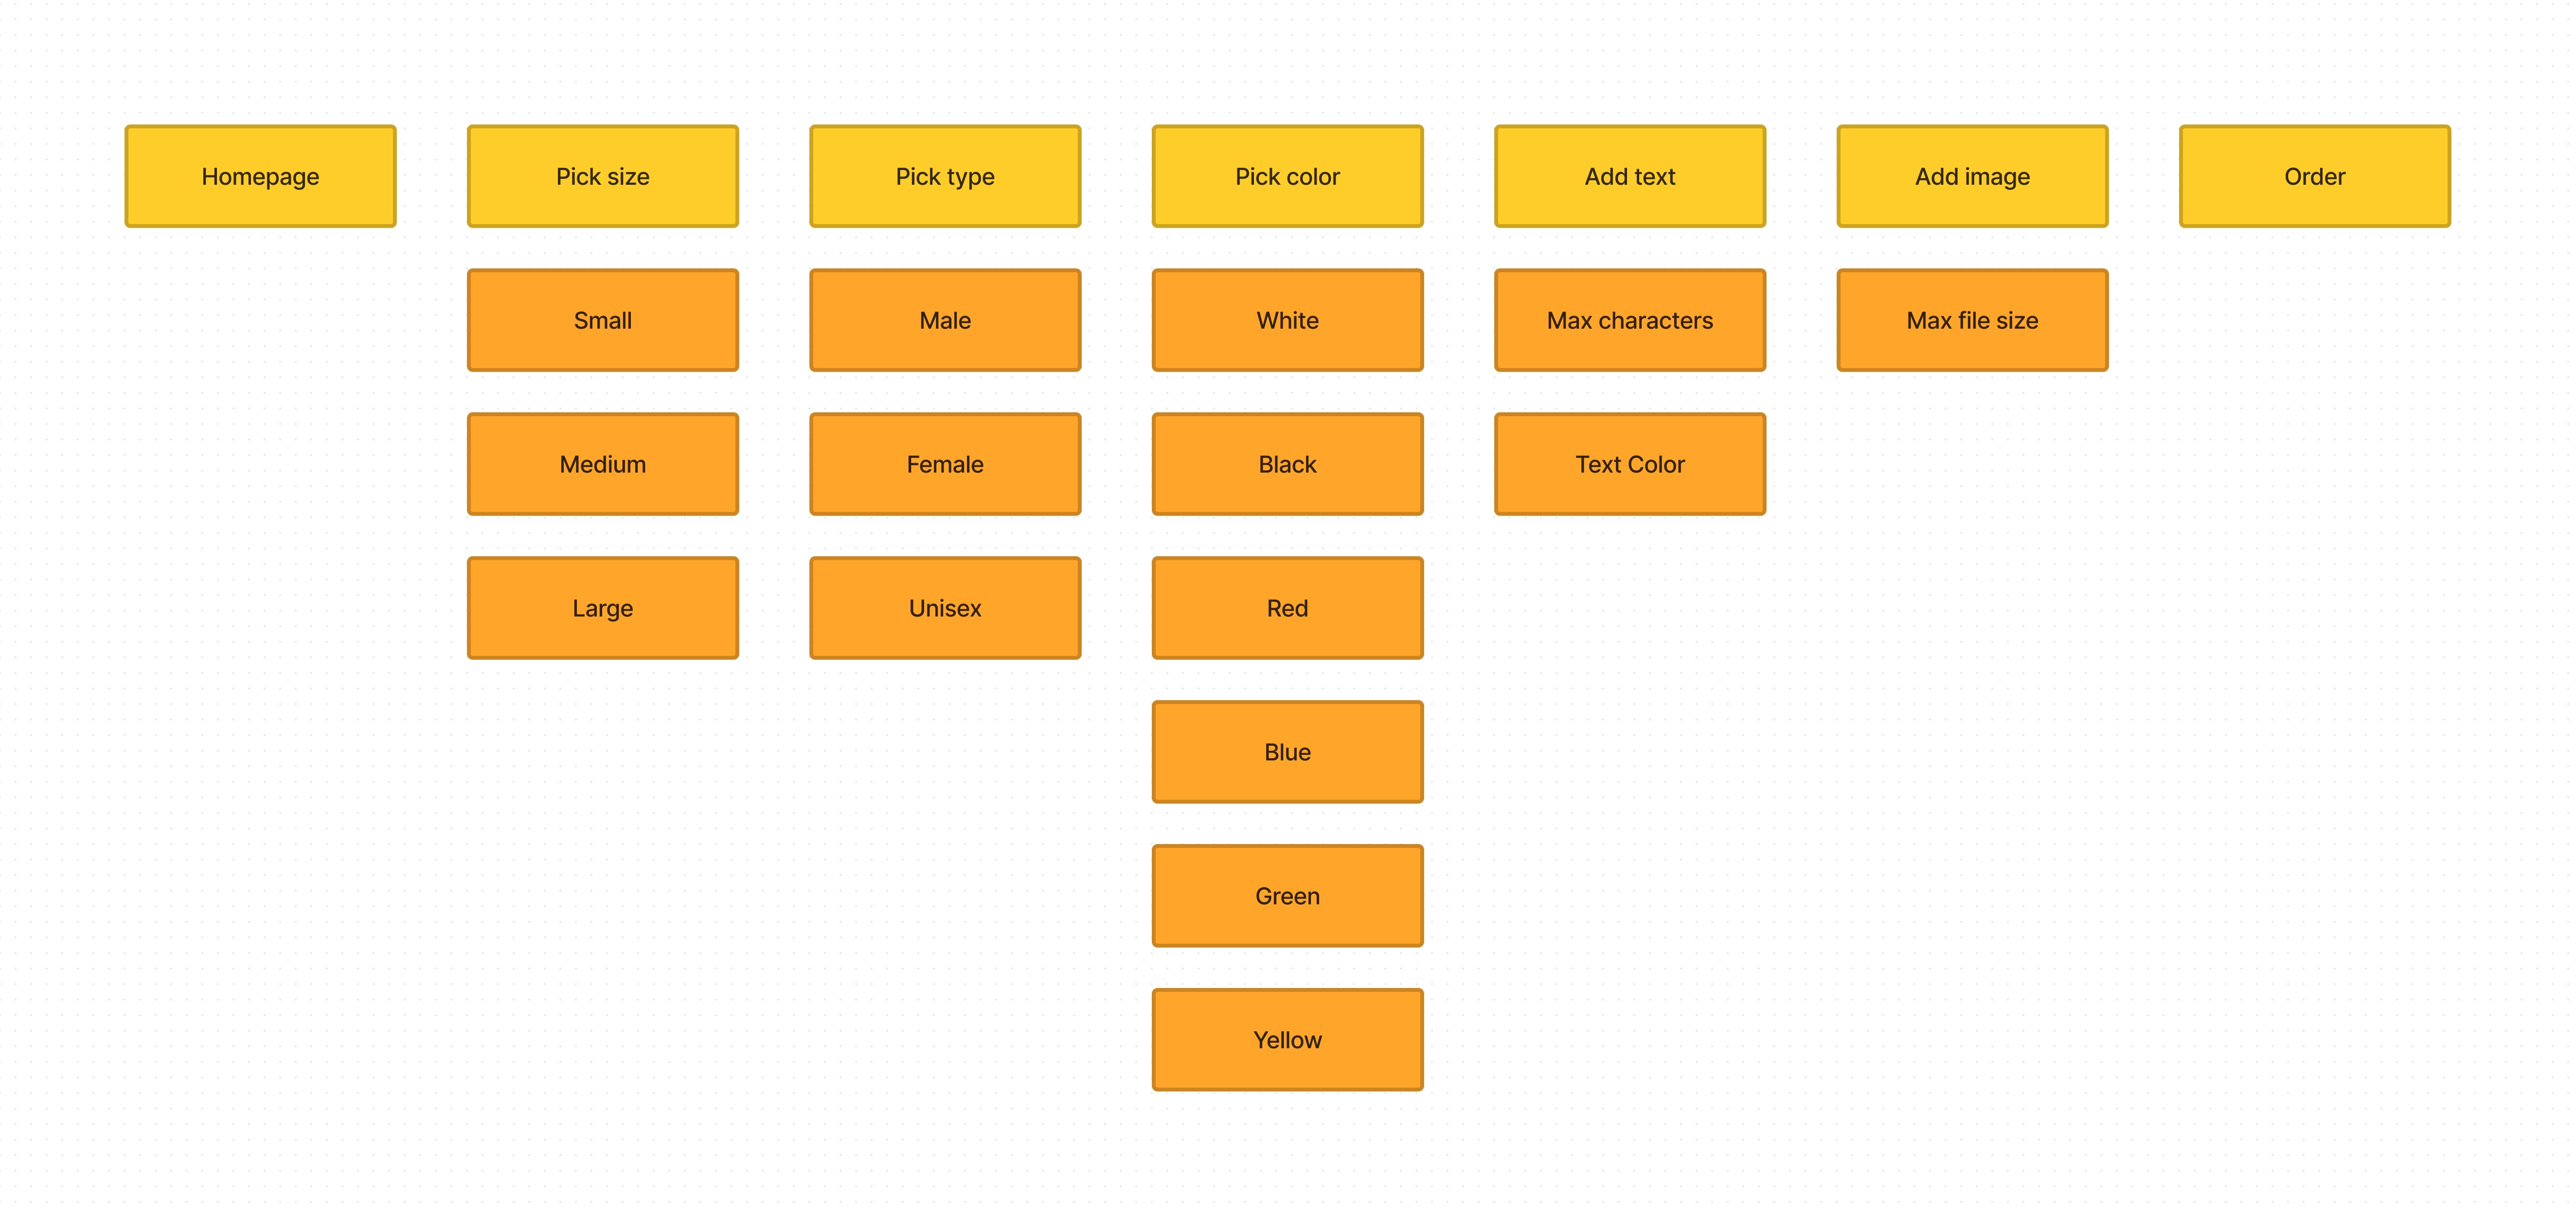 Homepage
Pick size
Pick type
Pick color
Add text
Add image
Order
Small
Male
White
Max characters
Max file size
Medium
Female
Black
Text Color
Large
Unisex
Red
Blue
Green
Yellow